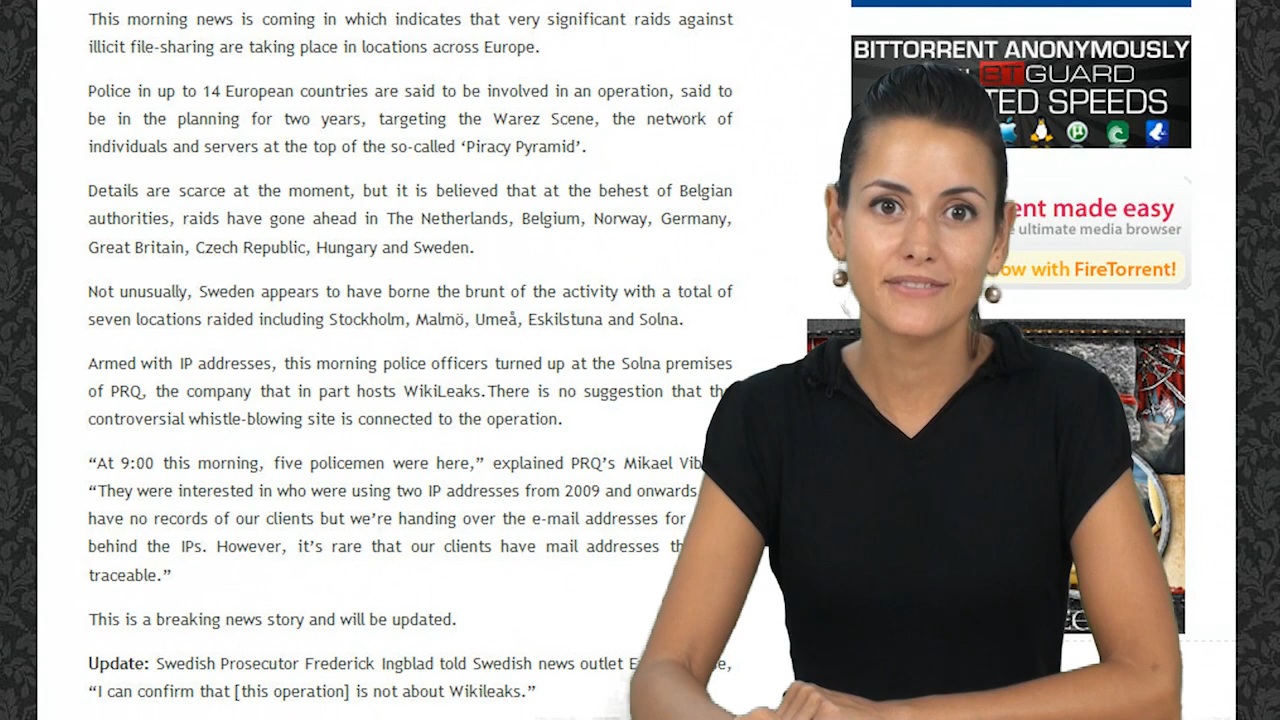 This morning news is coming in which indicates that very significant raids against
illicit file-sharing are taking place in locations across Europe.
Police in up to 14 European countries are said to be involved in an operation, said to
be in the planning for two years, targeting the Warez Scene, the network of
individuals and servers at the top of the so-called ‘Piracy Pyramid’.
Details are scarce at the moment, but it is believed that at the behest of Belgian
authorities, raids have gone ahead in The Netherlands, Belgium, Norway, Germany,
Great Britain, Czech Republic, Hungary and Sweden.
Not unusually, Sweden appears to have borne the brunt of the activity with a total of
seven locations raided including Stockholm, Malmö, Umeå, Eskilstuna and Solna.
Armed with IP addresses, this morning police officers turned up at the Solna premises
of PRQ, the company that in part hosts WikiLeaks.There is no suggestion that
controversial whistle-blowing site is connected to the operation.
“At 9:00 this morning, five policemen were here,” explained PRQ’s Mikael
“They were interested in who were using two IP addresses from 2009 and onwards
have no records of our clients but we’re handing over the e-mail addresses for
behind the IPs. However, it’s rare that our clients have mail addresses
traceable.”
This is a breaking news story and will be updated.
Update: Swedish Prosecutor Frederick Ingblad told Swedish news outlet
“I can confirm that [this operation] is not about Wikileaks.”
BITTORRENT ANONYMOUSLY
BTGUARD
SPEEDS
made easy
ultimate media browser
with FireTorrent!